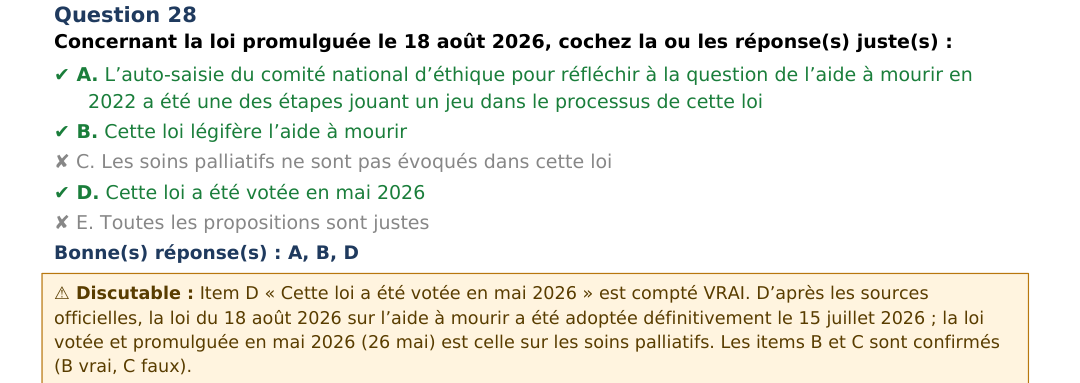 Question 28
Concernant la loi promulguée le 18 août 2026, cochez la ou les réponse(s) juste(s) :
✔ A. L’auto-saisie du comité national d’éthique pour réfléchir à la question de l’aide à mourir en
2022 a été une des étapes jouant un jeu dans le processus de cette loi
✔ B. Cette loi légifère l’aide à mourir
✘ C. Les soins palliatifs ne sont pas évoqués dans cette loi
✔ D. Cette loi a été votée en mai 2026
✘ E. Toutes les propositions sont justes
Bonne(s) réponse(s) : A, B, D
⚠ Discutable : Item D « Cette loi a été votée en mai 2026 » est compté VRAI. D’après les sources
officielles, la loi du 18 août 2026 sur l’aide à mourir a été adoptée définitivement le 15 juillet 2026 ; la loi
votée et promulguée en mai 2026 (26 mai) est celle sur les soins palliatifs. Les items B et C sont confirmés
(B vrai, C faux).